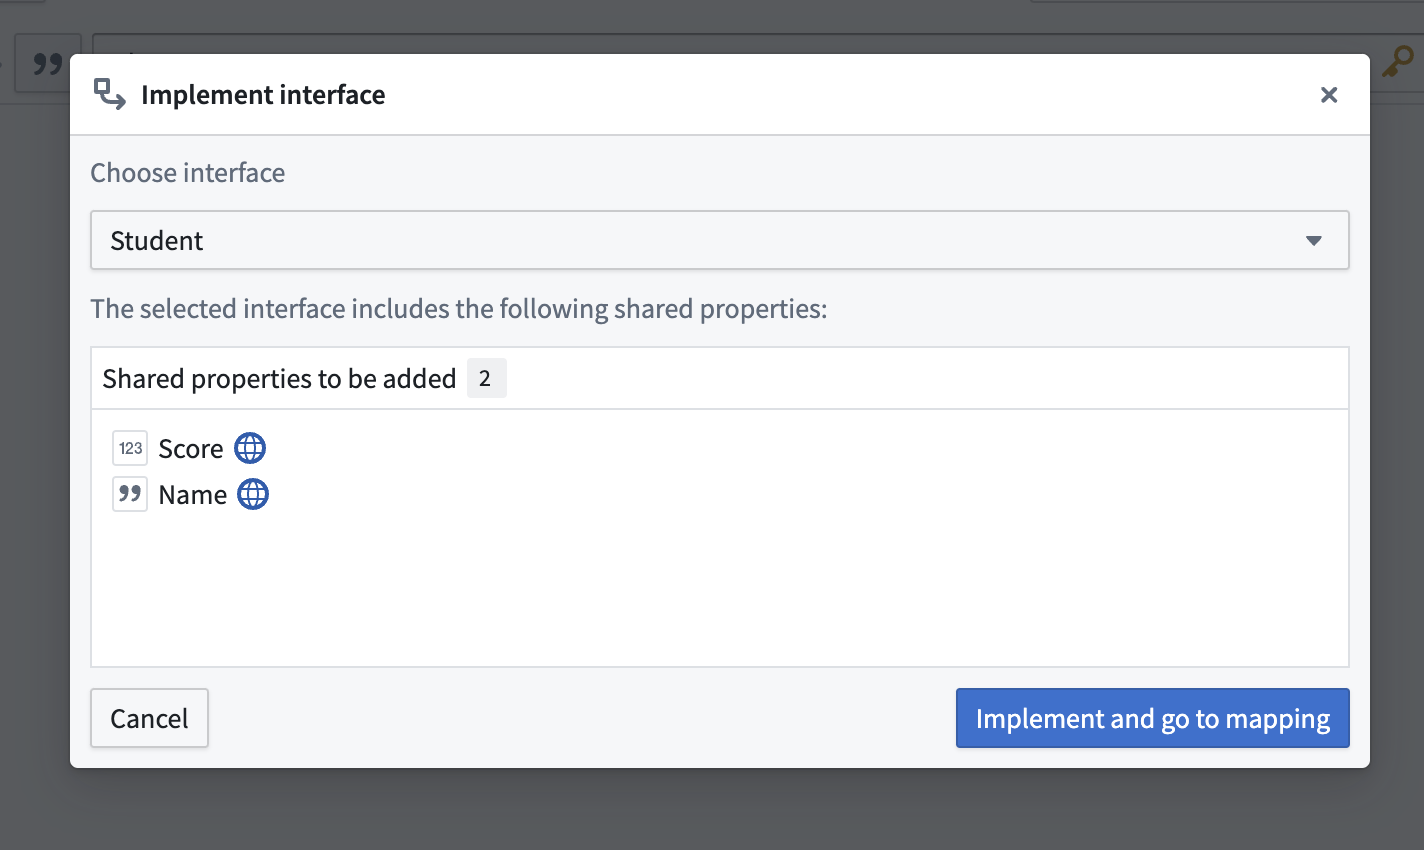 Implement interface
Choose interface
Student
The selected interface includes the following shared properties:
Shared properties to be added 2
123 Score
Name
Cancel
Implement and go to mapping